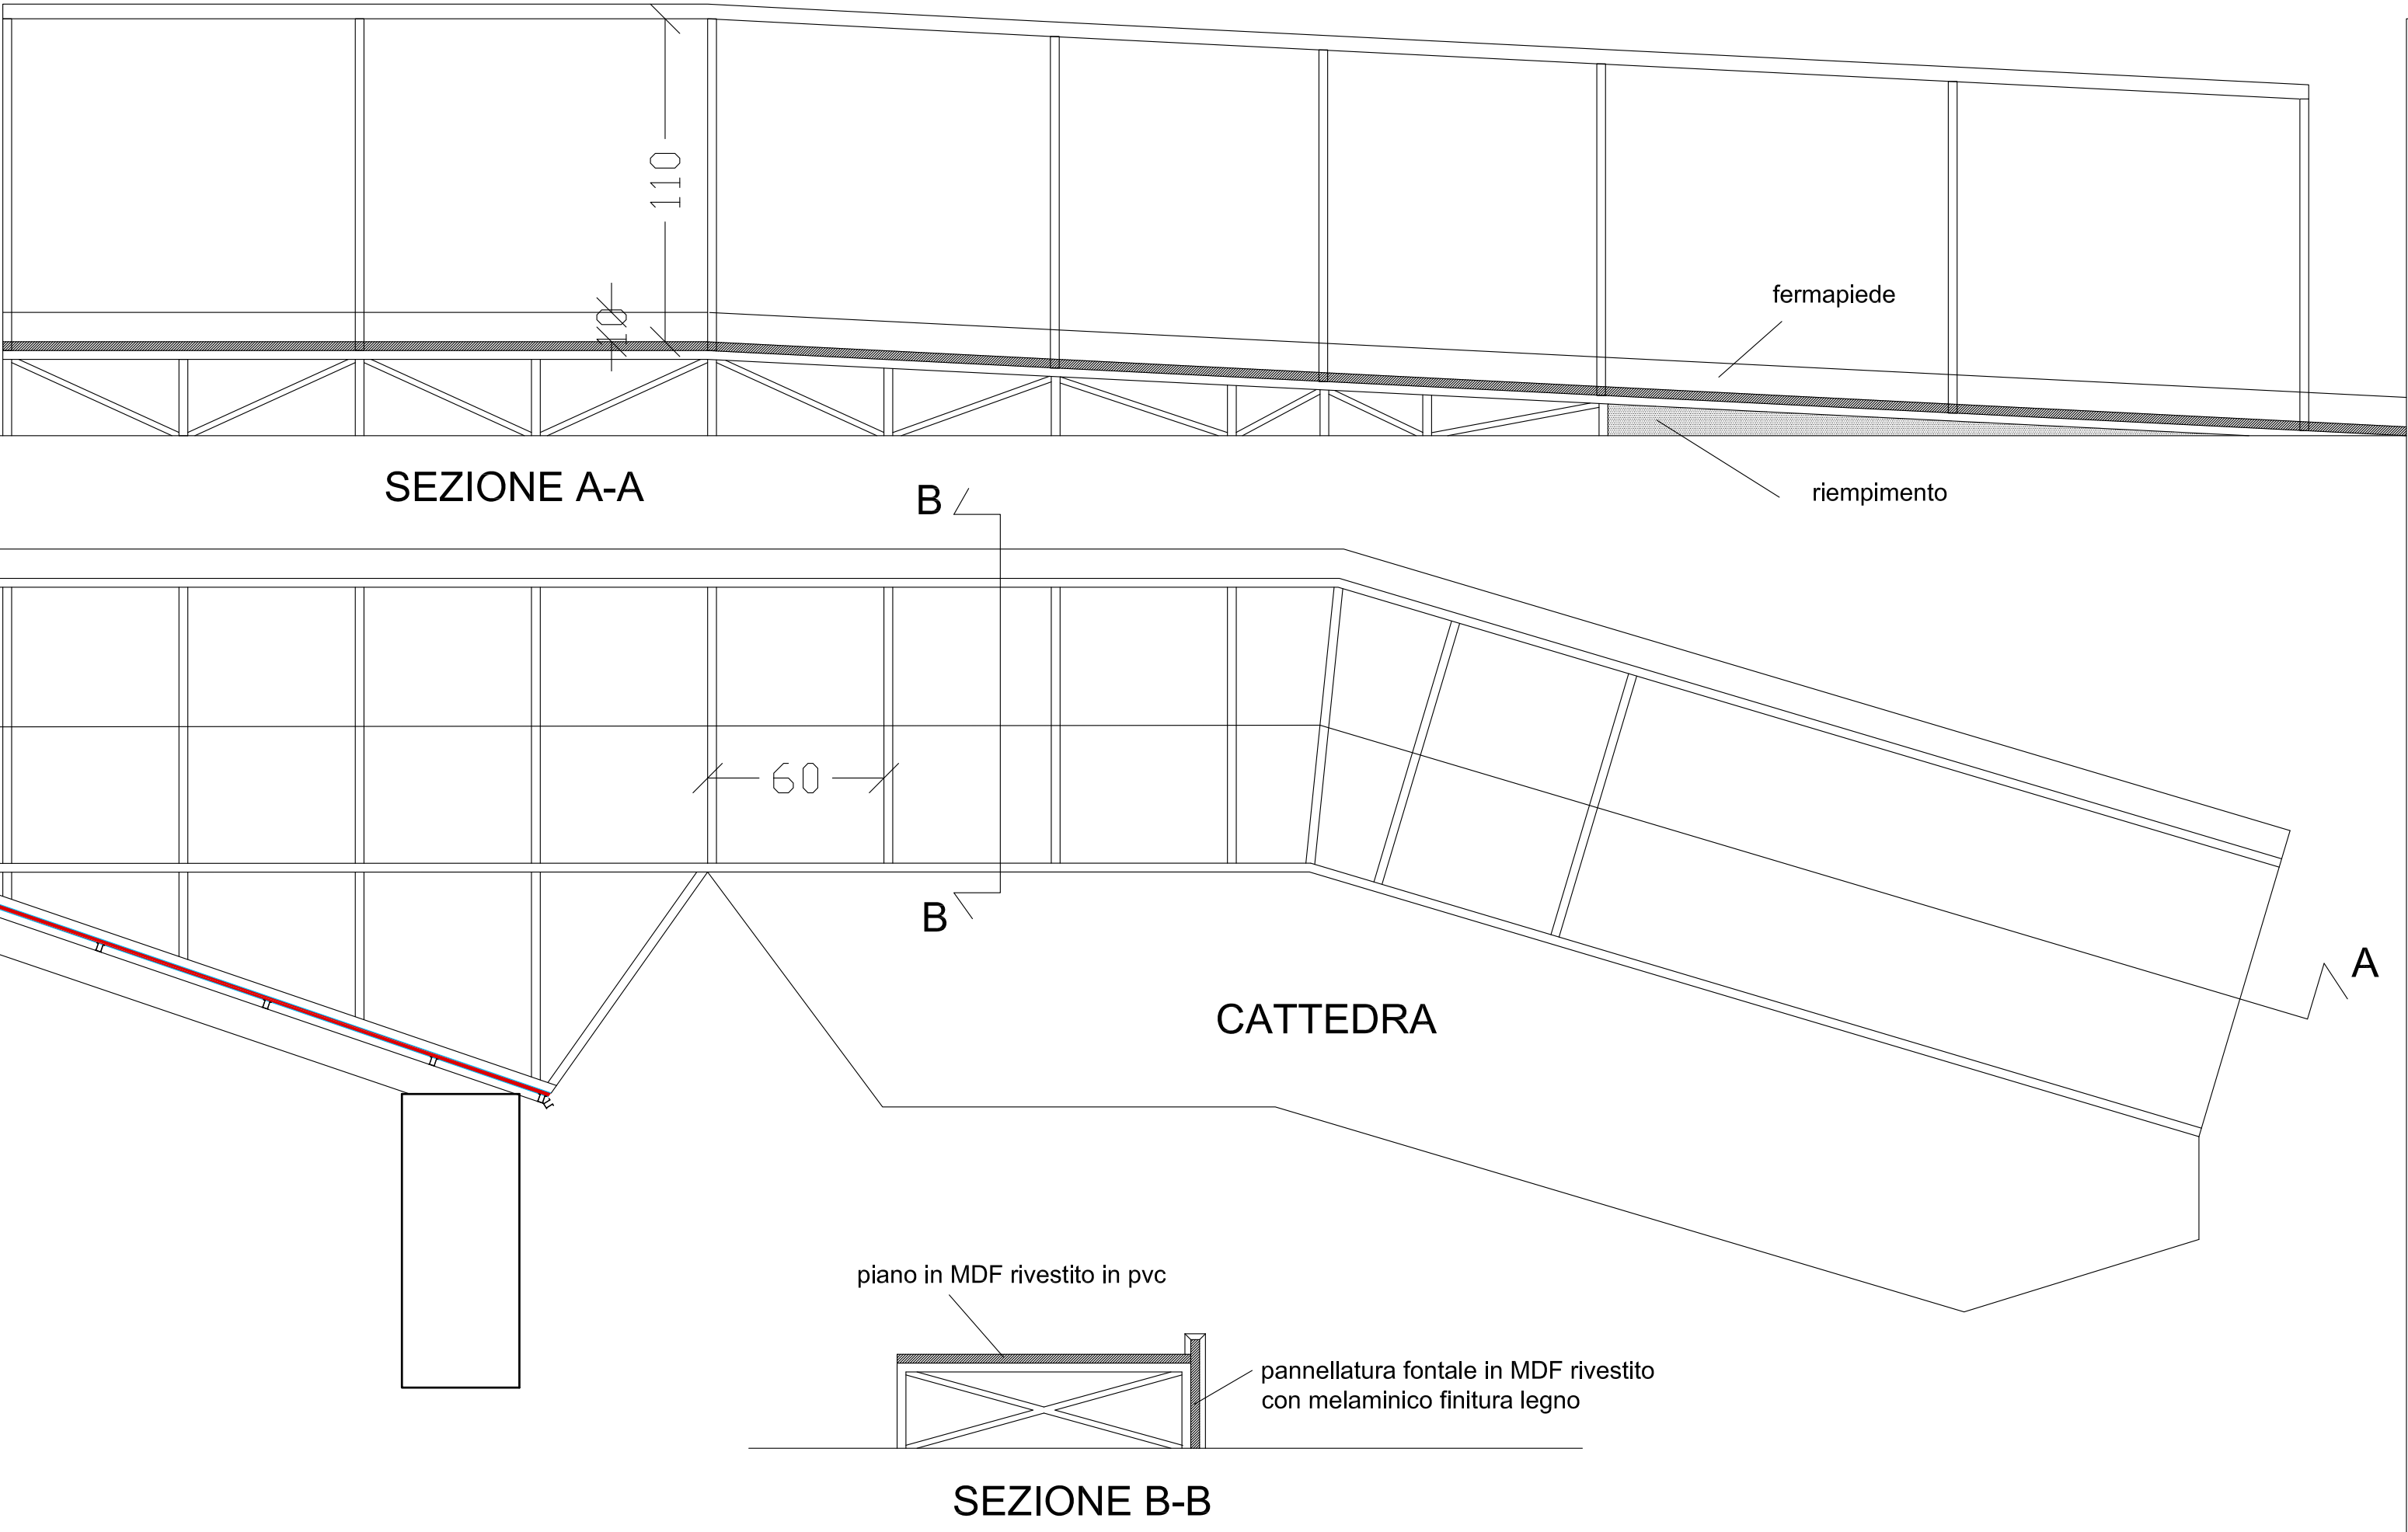 110
10
fermapiede
SEZIONE A-A
riempimento
B
60
B
A
CATTEDRA
piano in MDF rivestito in pvc
pannellatura fontale in MDF rivestito
con melaminico finitura legno
SEZIONE B-B